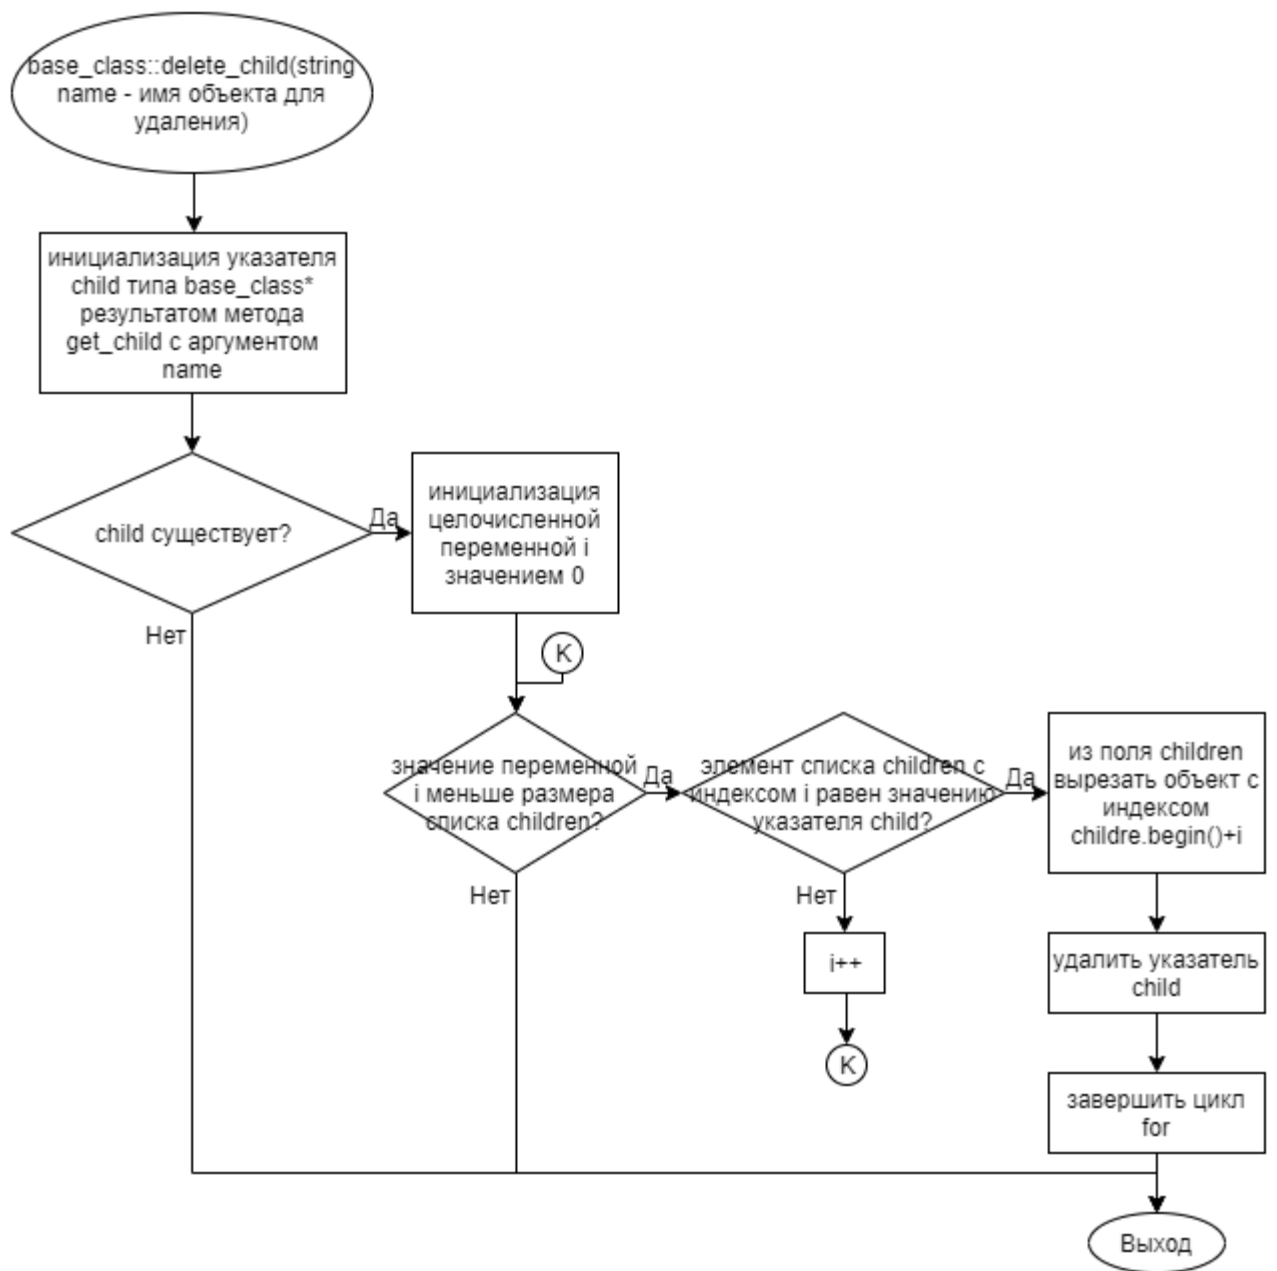 base_class::delete_child(string
name - имя объекта для
удаления)
инициализация указателя
child типа base_class*
результатом метода
get_child с аргументом
name
child существует?
Да
Нет
инициализация
целочисленной
переменной i
значением 0
K
значение переменной
i меньше размера
списка children?
Да
Нет
элемент списка children с
индексом i равен значению
указателя child?
Да
Нет
i++
K
из поля children
вырезать объект с
индексом
childre.begin()+i
удалить указатель
child
завершить цикл
for
Выход